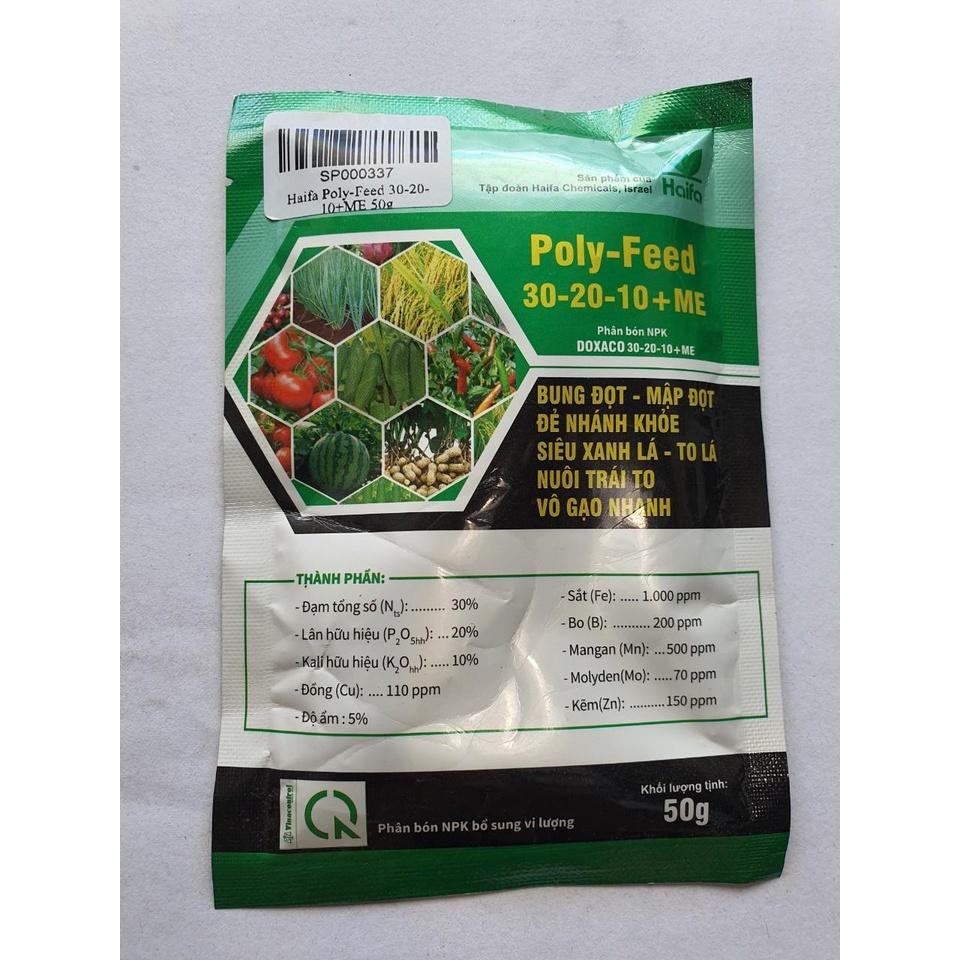 SP000337
Haifa Poly-Feed 30-20-
10+ME 50g
Sản phẩm của
Tập đoàn Haifa Chemicals, Israel
Haifa
Poly-Feed
30-20-10+ME
Phân bón NPK
DOXACO 30-20-10+ME
BUNG ĐỌT - MẬP ĐỌT
ĐẺ NHÁNH KHỎE
SIÊU XANH LÁ - TO LÁ
NUÔI TRÁI TO
VÔ GẠO NHANH
THÀNH PHẦN:
- Đạm tổng số (Nts): ......... 30%
- Lân hữu hiệu (P2O5hh): ... 20%
- Kali hữu hiệu (K2Ohh): ..... 10%
- Đồng (Cu): .... 110 ppm
- Độ ẩm : 5%
- Sắt (Fe): ..... 1.000 ppm
- Bo (B): .......... 200 ppm
- Mangan (Mn): ... 500 ppm
- Molyden(Mo): ..... 70 ppm
- Kẽm(Zn): .......... 150 ppm
Vinacontrol
Phân bón NPK bổ sung vi lượng
Khối lượng tịnh:
50g